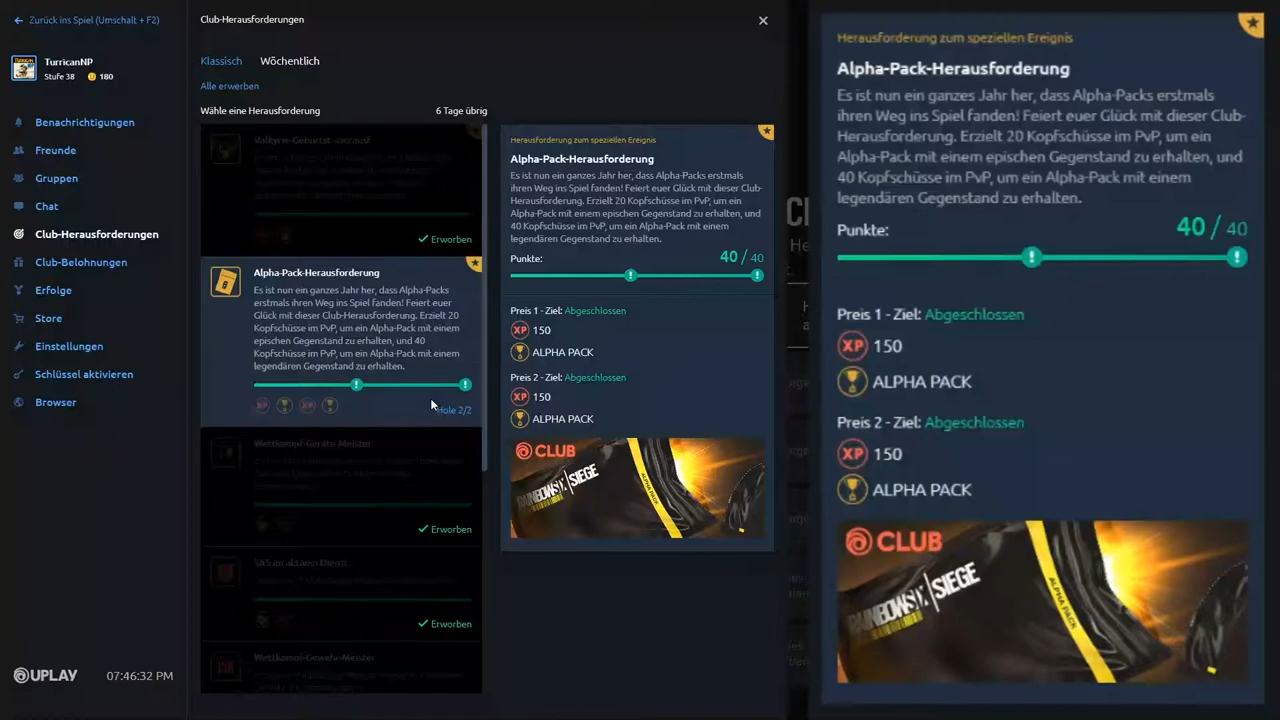 Zurück ins Spiel (Umschalt + F2)
TurricanNP
Stufe 38
180
Benachrichtigungen
Freunde
Gruppen
Chat
Club-Herausforderungen
Club-Belohnungen
Erfolge
Store
Einstellungen
Schlüssel aktivieren
Browser
UPLAY
07:46:32 PM
Club-Herausforderungen
Klassisch
Wöchentlich
Alle erwerben
Wähle eine Herausforderung
6 Tage übrig
Erworben
Alpha-Pack-Herausforderung
Es ist nun ein ganzes Jahr her, dass Alpha-Packs
erstmals ihren Weg ins Spiel fanden! Feiert euer
Glück mit dieser Club-Herausforderung. Erzielt 20
Kopfschüsse im PvP, um ein Alpha-Pack mit einem
epischen Gegenstand zu erhalten, und 40
Kopfschüsse im PvP, um ein Alpha-Pack mit einem
legendären Gegenstand zu erhalten.
XP
XP
Hole 2/2
Wettkampf-Geräte-Meister
Erworben
SAS im aktiven Dienst
Erworben
Wettkampf-Gewehr-Meister
Herausforderung zum speziellen Ereignis
Alpha-Pack-Herausforderung
Es ist nun ein ganzes Jahr her, dass Alpha-Packs erstmals
ihren Weg ins Spiel fanden! Feiert euer Glück mit dieser Club-
Herausforderung. Erzielt 20 Kopfschüsse im PvP, um ein
Alpha-Pack mit einem epischen Gegenstand zu erhalten, und
40 Kopfschüsse im PvP, um ein Alpha-Pack mit einem
legendären Gegenstand zu erhalten.
Punkte:
40 / 40
Preis 1 - Ziel: Abgeschlossen
XP 150
ALPHA PACK
Preis 2 - Ziel: Abgeschlossen
XP 150
ALPHA PACK
CLUB
RAINBOWSIX | SIEGE
ALPHA PACK
Herausforderung zum speziellen Ereignis
Alpha-Pack-Herausforderung
Es ist nun ein ganzes Jahr her, dass Alpha-Packs erstmals
ihren Weg ins Spiel fanden! Feiert euer Glück mit dieser Club-
Herausforderung. Erzielt 20 Kopfschüsse im PvP, um ein
Alpha-Pack mit einem epischen Gegenstand zu erhalten, und
40 Kopfschüsse im PvP, um ein Alpha-Pack mit einem
legendären Gegenstand zu erhalten.
Punkte:
40 / 40
Preis 1 - Ziel: Abgeschlossen
XP 150
ALPHA PACK
Preis 2 - Ziel: Abgeschlossen
XP 150
ALPHA PACK
CLUB
RAINBOWSIX | SIEGE
ALPHA PACK